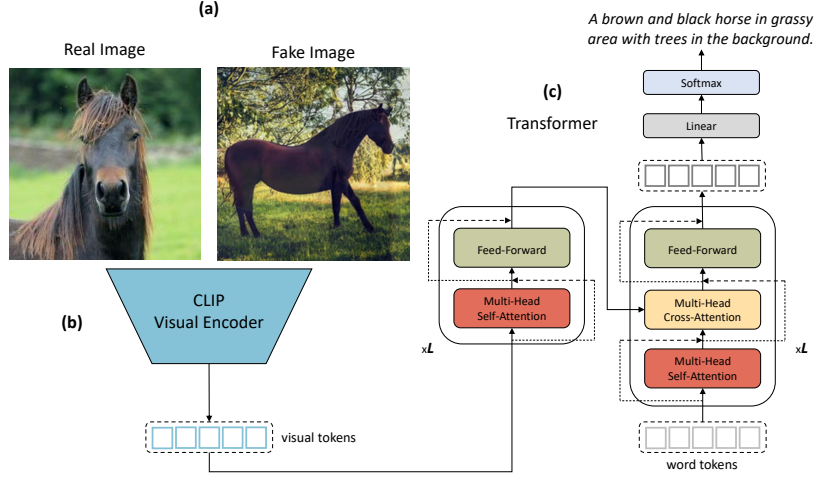 (a)
Real Image
Fake Image
(b)
CLIP
Visual Encoder
visual tokens
(c)
Transformer
A brown and black horse in grassy
area with trees in the background.
Softmax
Linear
Feed-Forward
Multi-Head
Self-Attention
xL
Feed-Forward
Multi-Head
Cross-Attention
Multi-Head
Self-Attention
xL
word tokens